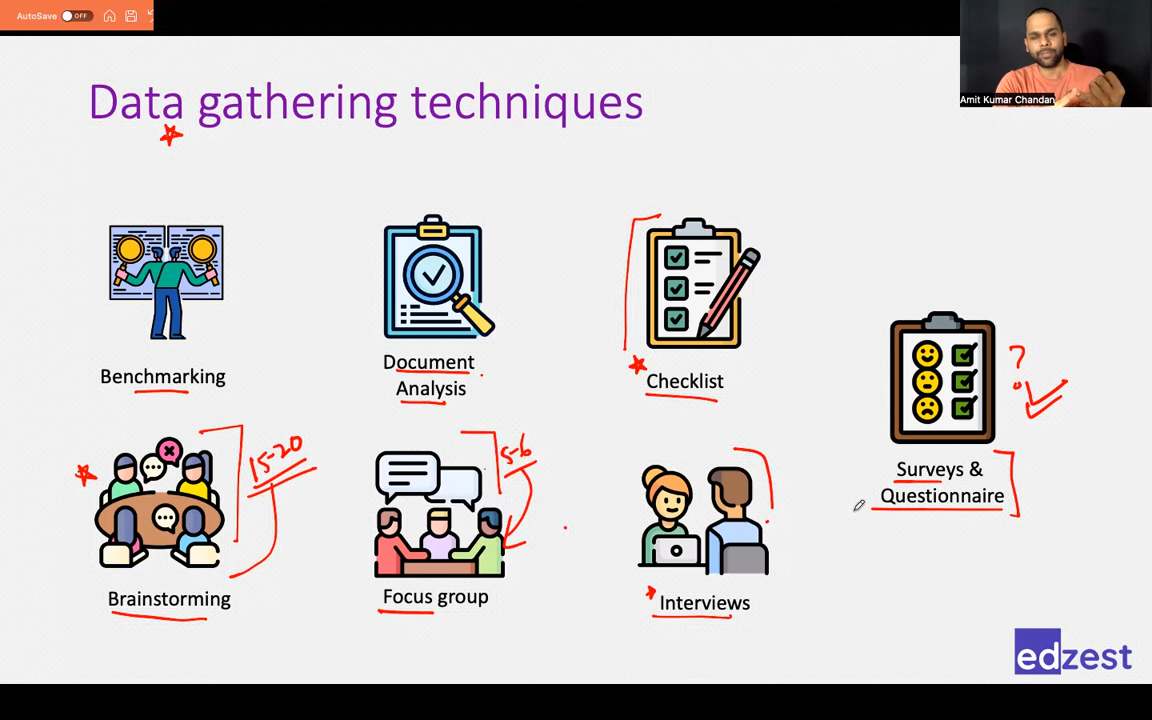 AutoSave OFF
Amit Kumar Chandan
Data gathering techniques
Benchmarking
Document
Analysis
Checklist
?
Surveys &
Questionnaire
15-20
5-6
Brainstorming
Focus group
Interviews
edzest